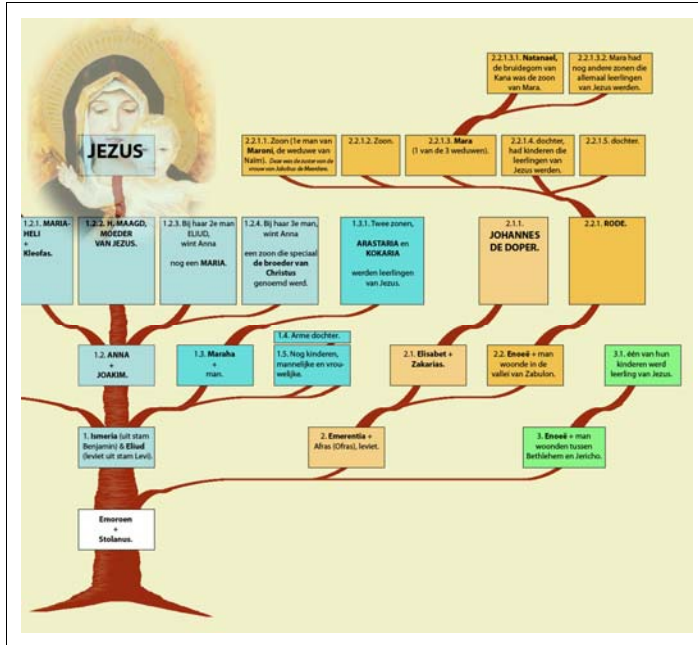 2.2.1.3.1. Natanael,
de bruidegom van
Kana was de zoon
van Mara.
2.2.1.3.2. Mara had
nog andere zonen die
allemaal leerlingen
van Jezus werden.
JEZUS
2.2.1.1. Zoon (1e man van
Maroni, de weduwe van
Naïm). Deze was de zuster van de
vrouw van Jakobus de Meerdere.
2.2.1.2. Zoon.
2.2.1.3. Mara
(1 van de 3 weduwen).
2.2.1.4. dochter,
had kinderen die
leerlingen van
Jezus werden.
2.2.1.5. dochter.
1.2.1. MARIA-
HELI
+
Kleofas.
1.2.2. H. MAAGD,
MOEDER
VAN JEZUS.
1.2.3. Bij haar 2e man
ELIUD,
wint Anna
nog een MARIA.
1.2.4. Bij haar 3e man,
wint Anna
een zoon die speciaal
de broeder van
Christus
genoemd werd.
1.3.1. Twee zonen,
ARASTARIA en
KOKARIA
werden leerlingen
van Jezus.
2.1.1.
JOHANNES
DE DOPER.
2.2.1. RODE.
1.2. ANNA
+
JOAKIM.
1.3. Maraha
+
man.
1.4. Arme dochter.
1.5. Nog kinderen,
mannelijke en vrou-
welijke.
2.1. Elisabet +
Zakarias.
2.2. Enoeë + man
woonde in de
vallei van Zabulon.
3.1. één van hun
kinderen werd
leerling van Jezus.
1. Ismeria (uit stam
Benjamin) & Eliud
(leviet uit stam Levi).
2. Emerentia +
Afras (Ofras), leviet.
3. Enoeë + man
woonden tussen
Bethlehem en Jericho.
Emoroen
+
Stolanus.